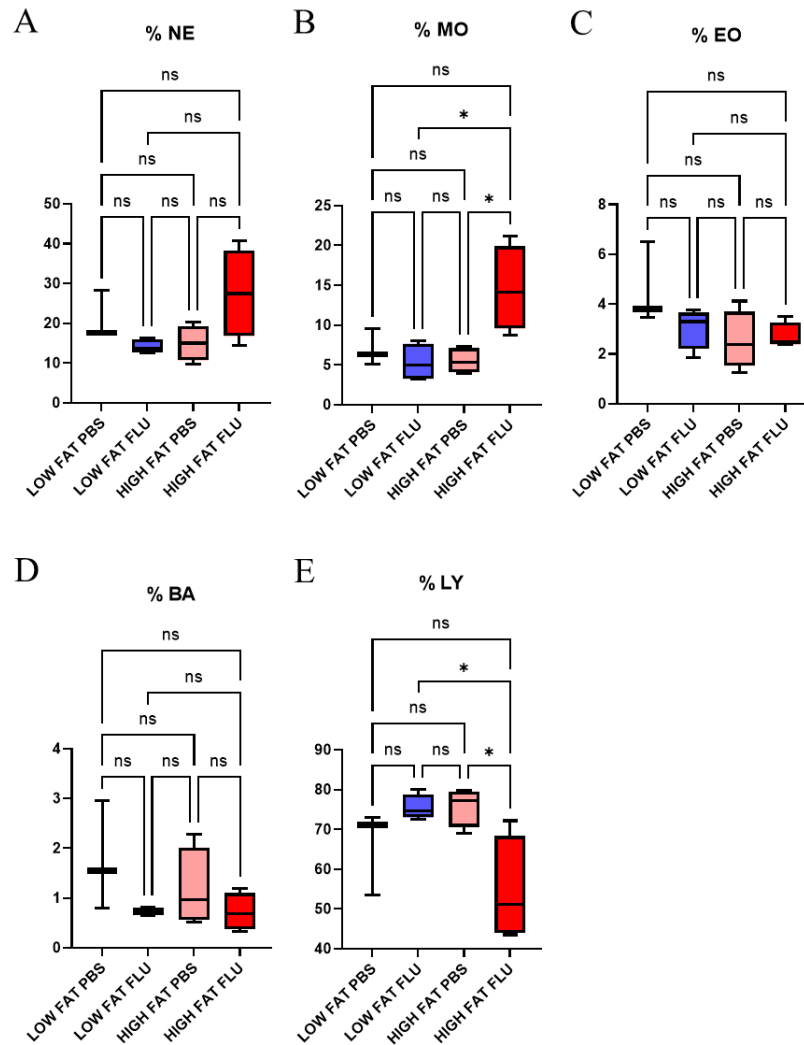 A
% NE
ns
ns
ns
ns ns ns
50
40
30
20
10
0
LOW FAT PBS
LOW FAT FLU
HIGH FAT PBS
HIGH FAT FLU
B
% MO
ns
*
ns
ns ns *
25
20
15
10
5
0
LOW FAT PBS
LOW FAT FLU
HIGH FAT PBS
HIGH FAT FLU
C
% EO
ns
ns
ns
ns ns ns
8
6
4
2
0
LOW FAT PBS
LOW FAT FLU
HIGH FAT PBS
HIGH FAT FLU
D
% BA
ns
ns
ns
ns ns ns
4
3
2
1
0
LOW FAT PBS
LOW FAT FLU
HIGH FAT PBS
HIGH FAT FLU
E
% LY
ns
*
ns
ns ns *
90
80
70
60
50
40
LOW FAT PBS
LOW FAT FLU
HIGH FAT PBS
HIGH FAT FLU